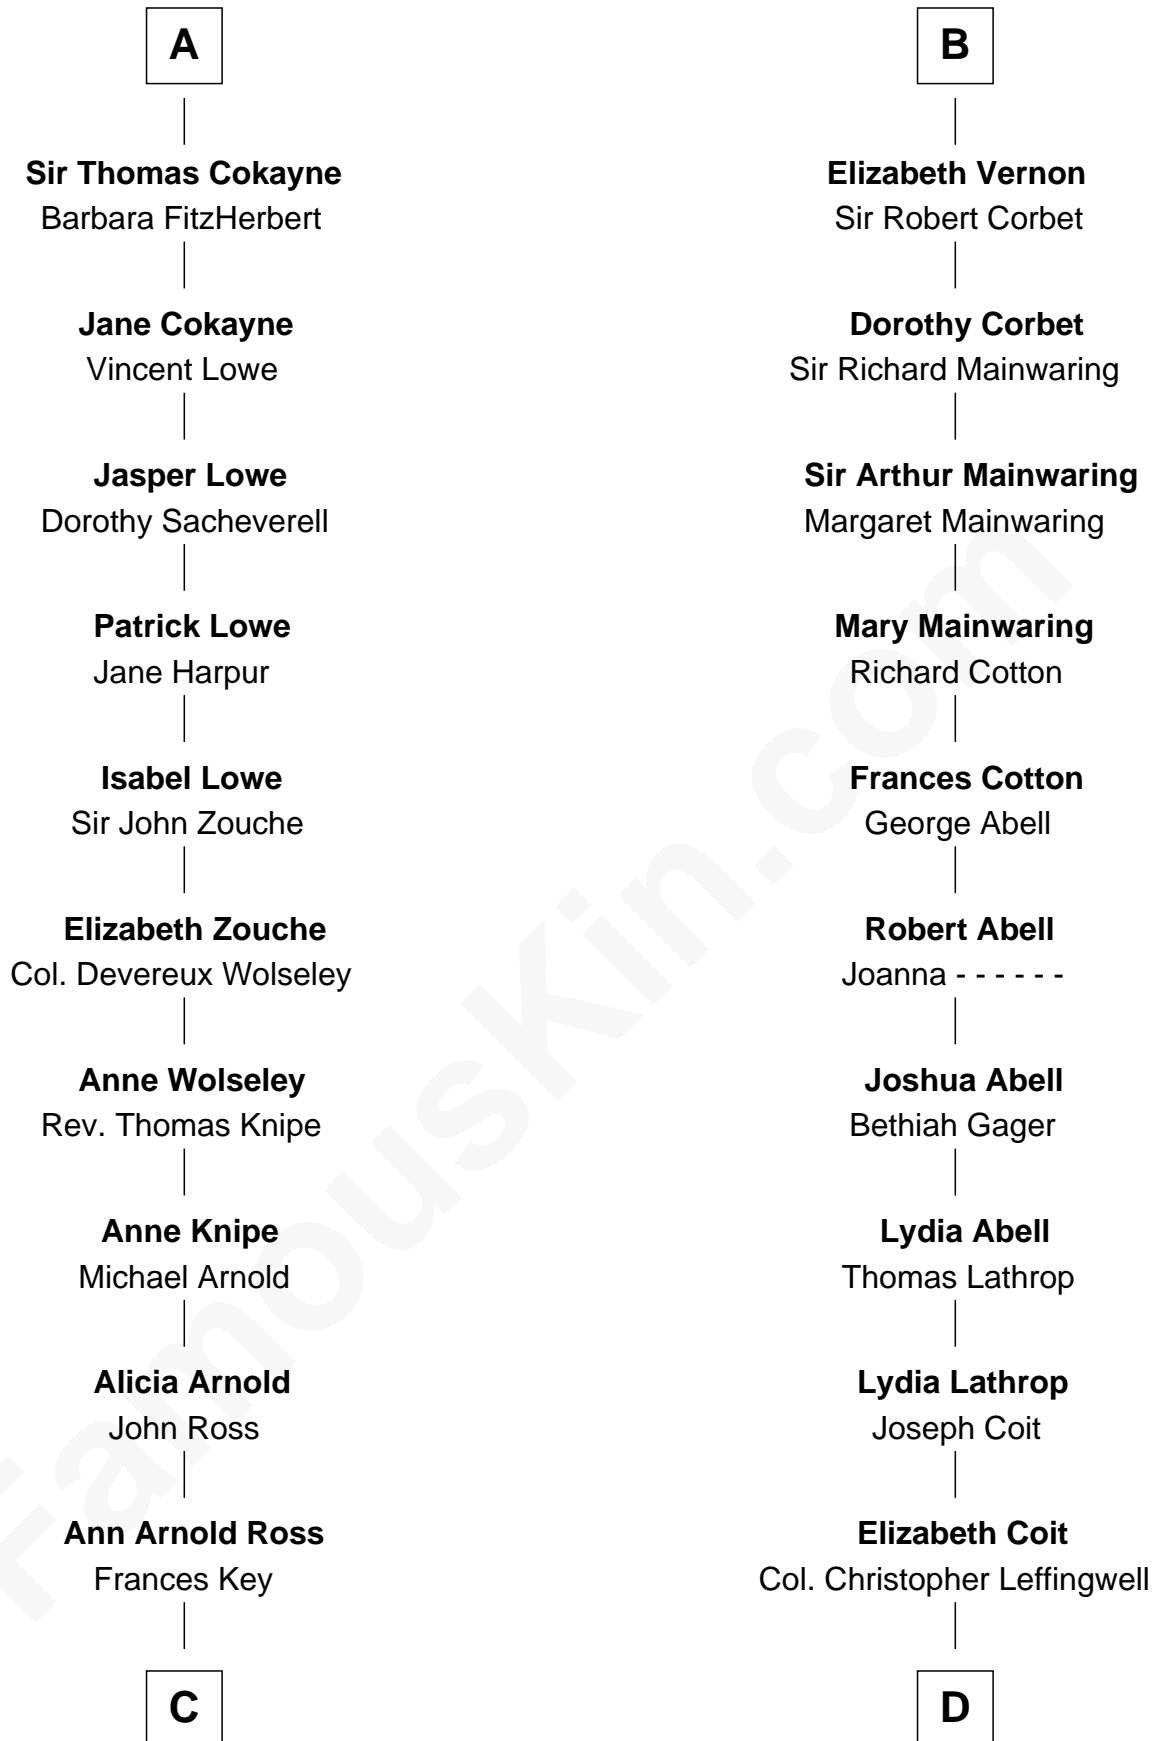 A
Sir Thomas Cokayne
Barbara FitzHerbert
Jane Cokayne
Vincent Lowe
Jasper Lowe
Dorothy Sacheverell
Patrick Lowe
Jane Harpur
Isabel Lowe
Sir John Zouche
Elizabeth Zouche
Col. Devereux Wolseley
Anne Wolseley
Rev. Thomas Knipe
Anne Knipe
Michael Arnold
Alicia Arnold
John Ross
Ann Arnold Ross
Frances Key
C
B
Elizabeth Vernon
Sir Robert Corbet
Dorothy Corbet
Sir Richard Mainwaring
Sir Arthur Mainwaring
Margaret Mainwaring
Mary Mainwaring
Richard Cotton
Frances Cotton
George Abell
Robert Abell
Joanna - - - - - -
Joshua Abell
Bethiah Gager
Lydia Abell
Thomas Lathrop
Lydia Lathrop
Joseph Coit
Elizabeth Coit
Col. Christopher Leffingwell
D
FamousKin.com